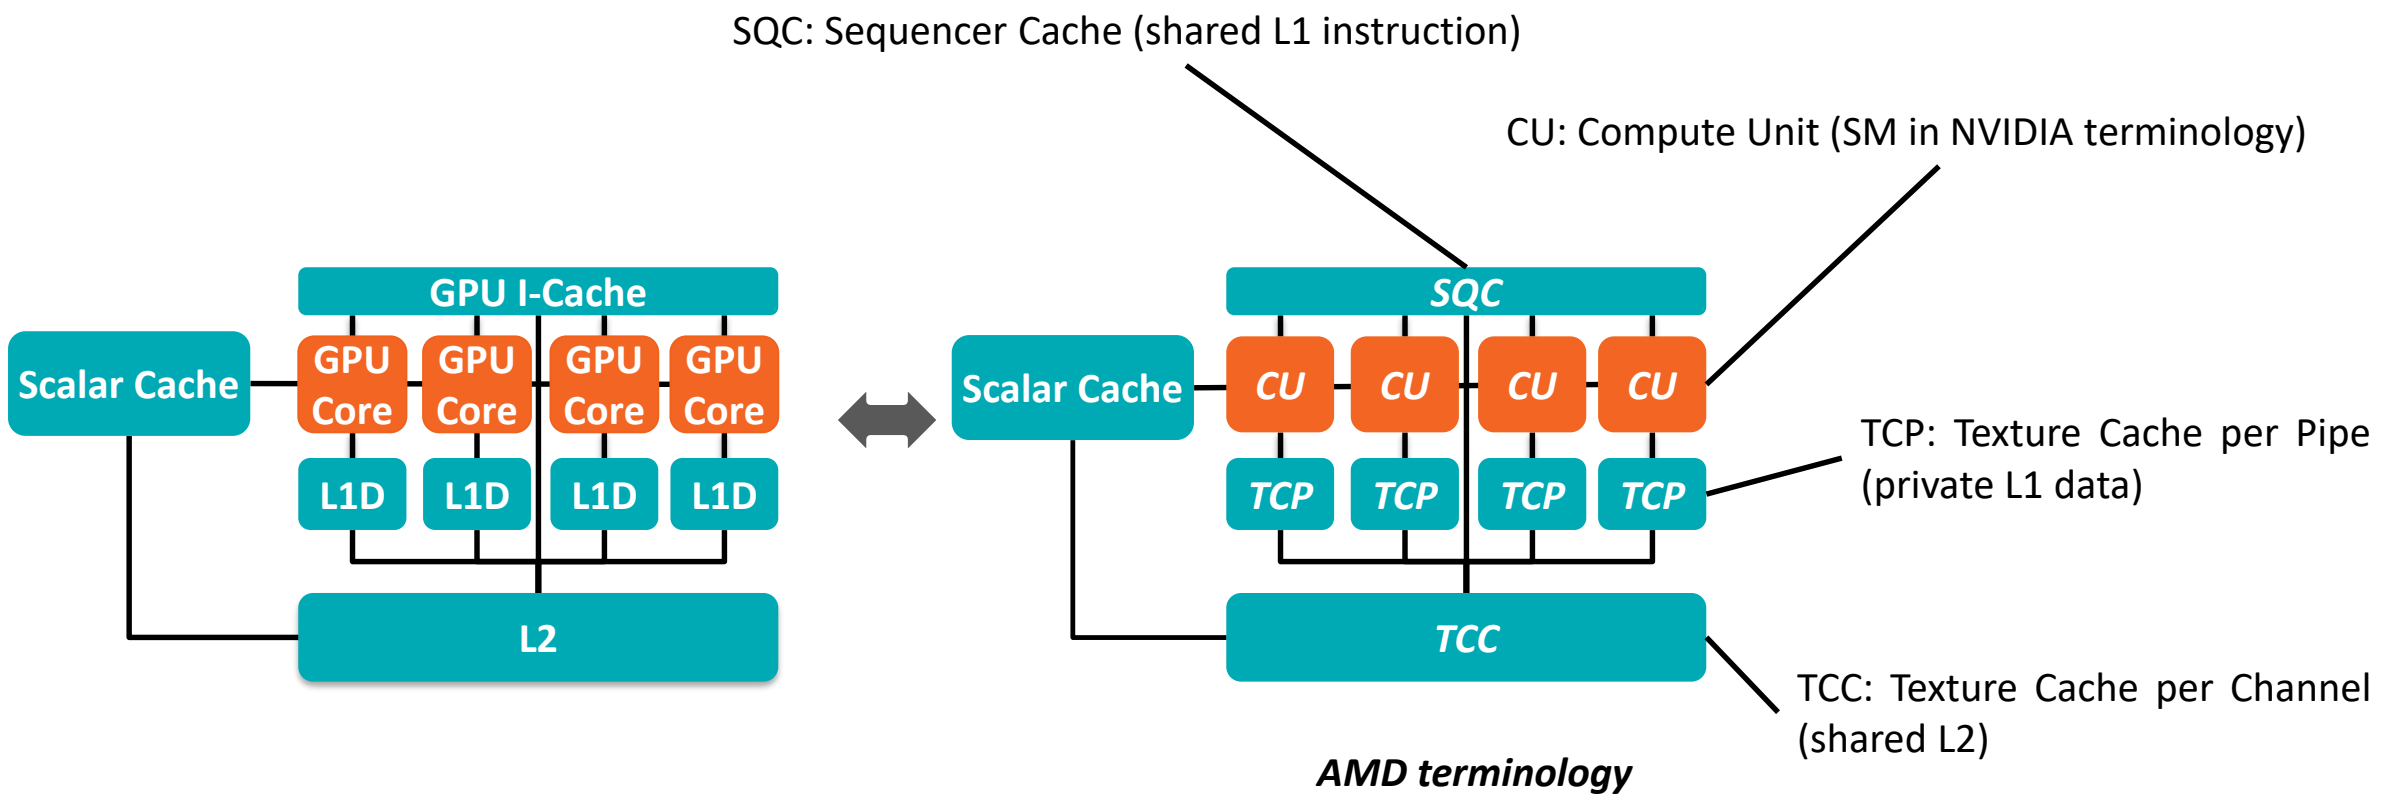 SQC: Sequencer Cache (shared L1 instruction)
CU: Compute Unit (SM in NVIDIA terminology)
GPU I-Cache
Scalar Cache
GPU Core
GPU Core
GPU Core
GPU Core
L1D
L1D
L1D
L1D
L2
SQC
Scalar Cache
CU
CU
CU
CU
TCP
TCP
TCP
TCP
TCC
TCP: Texture Cache per Pipe
(private L1 data)
TCC: Texture Cache per Channel
(shared L2)
AMD terminology